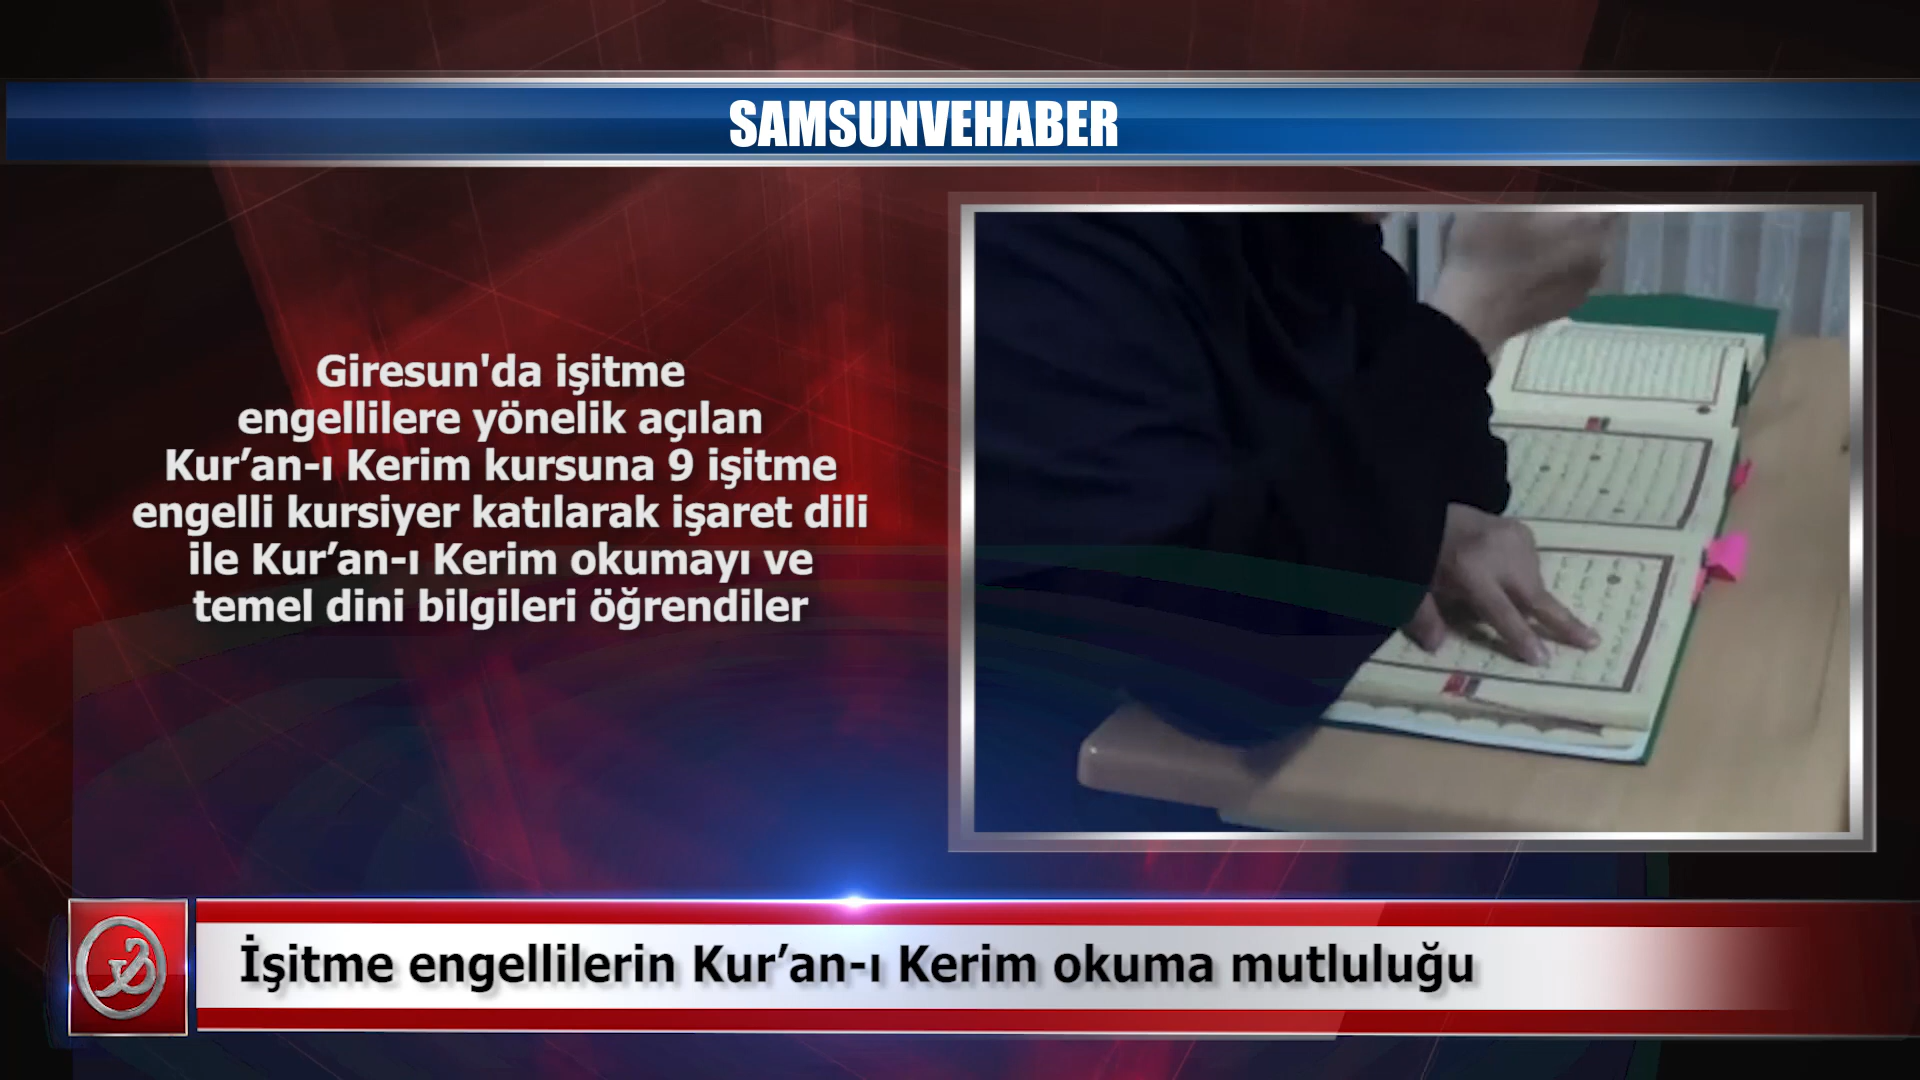 SAMSUNVEHABER
Giresun'da işitme
engellilere yönelik açılan
Kur’an-ı Kerim kursuna 9 işitme
engelli kursiyer katılarak işaret dili
ile Kur’an-ı Kerim okumayı ve
temel dini bilgileri öğrendiler
İşitme engellilerin Kur’an-ı Kerim okuma mutluluğu